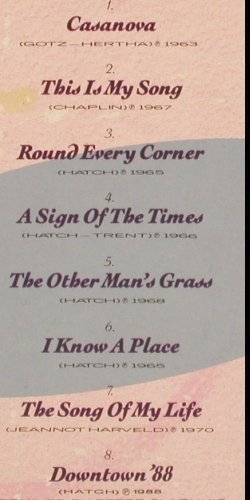 1.
Casanova
(GOTZ – HERTHA) ℗ 1963
2.
This Is My Song
(CHAPLIN) ℗ 1967
3.
Round Every Corner
(HATCH) ℗ 1965
4.
A Sign Of The Times
(HATCH – TRENT) ℗ 1966
5.
The Other Man's Grass
(HATCH) ℗ 1968
6.
I Know A Place
(HATCH) ℗ 1965
7.
The Song Of My Life
(JEANNOT HARVELD) ℗ 1970
8.
Downtown '88
(HATCH) ℗ 1988